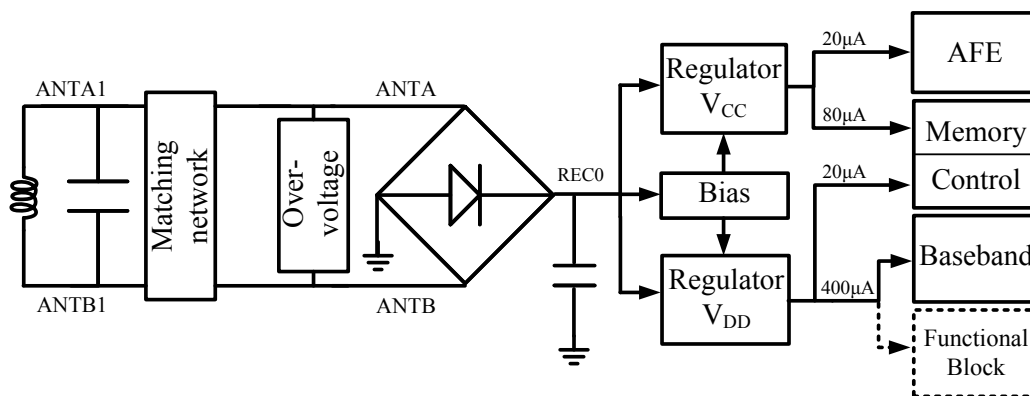 ANTA1
ANTB1
Matching
network
Over-
voltage
ANTA
ANTB
REC0
Regulator
VCC
Bias
Regulator
VDD
20μA
80μA
20μA
400μA
AFE
Memory
Control
Baseband
Functional
Block